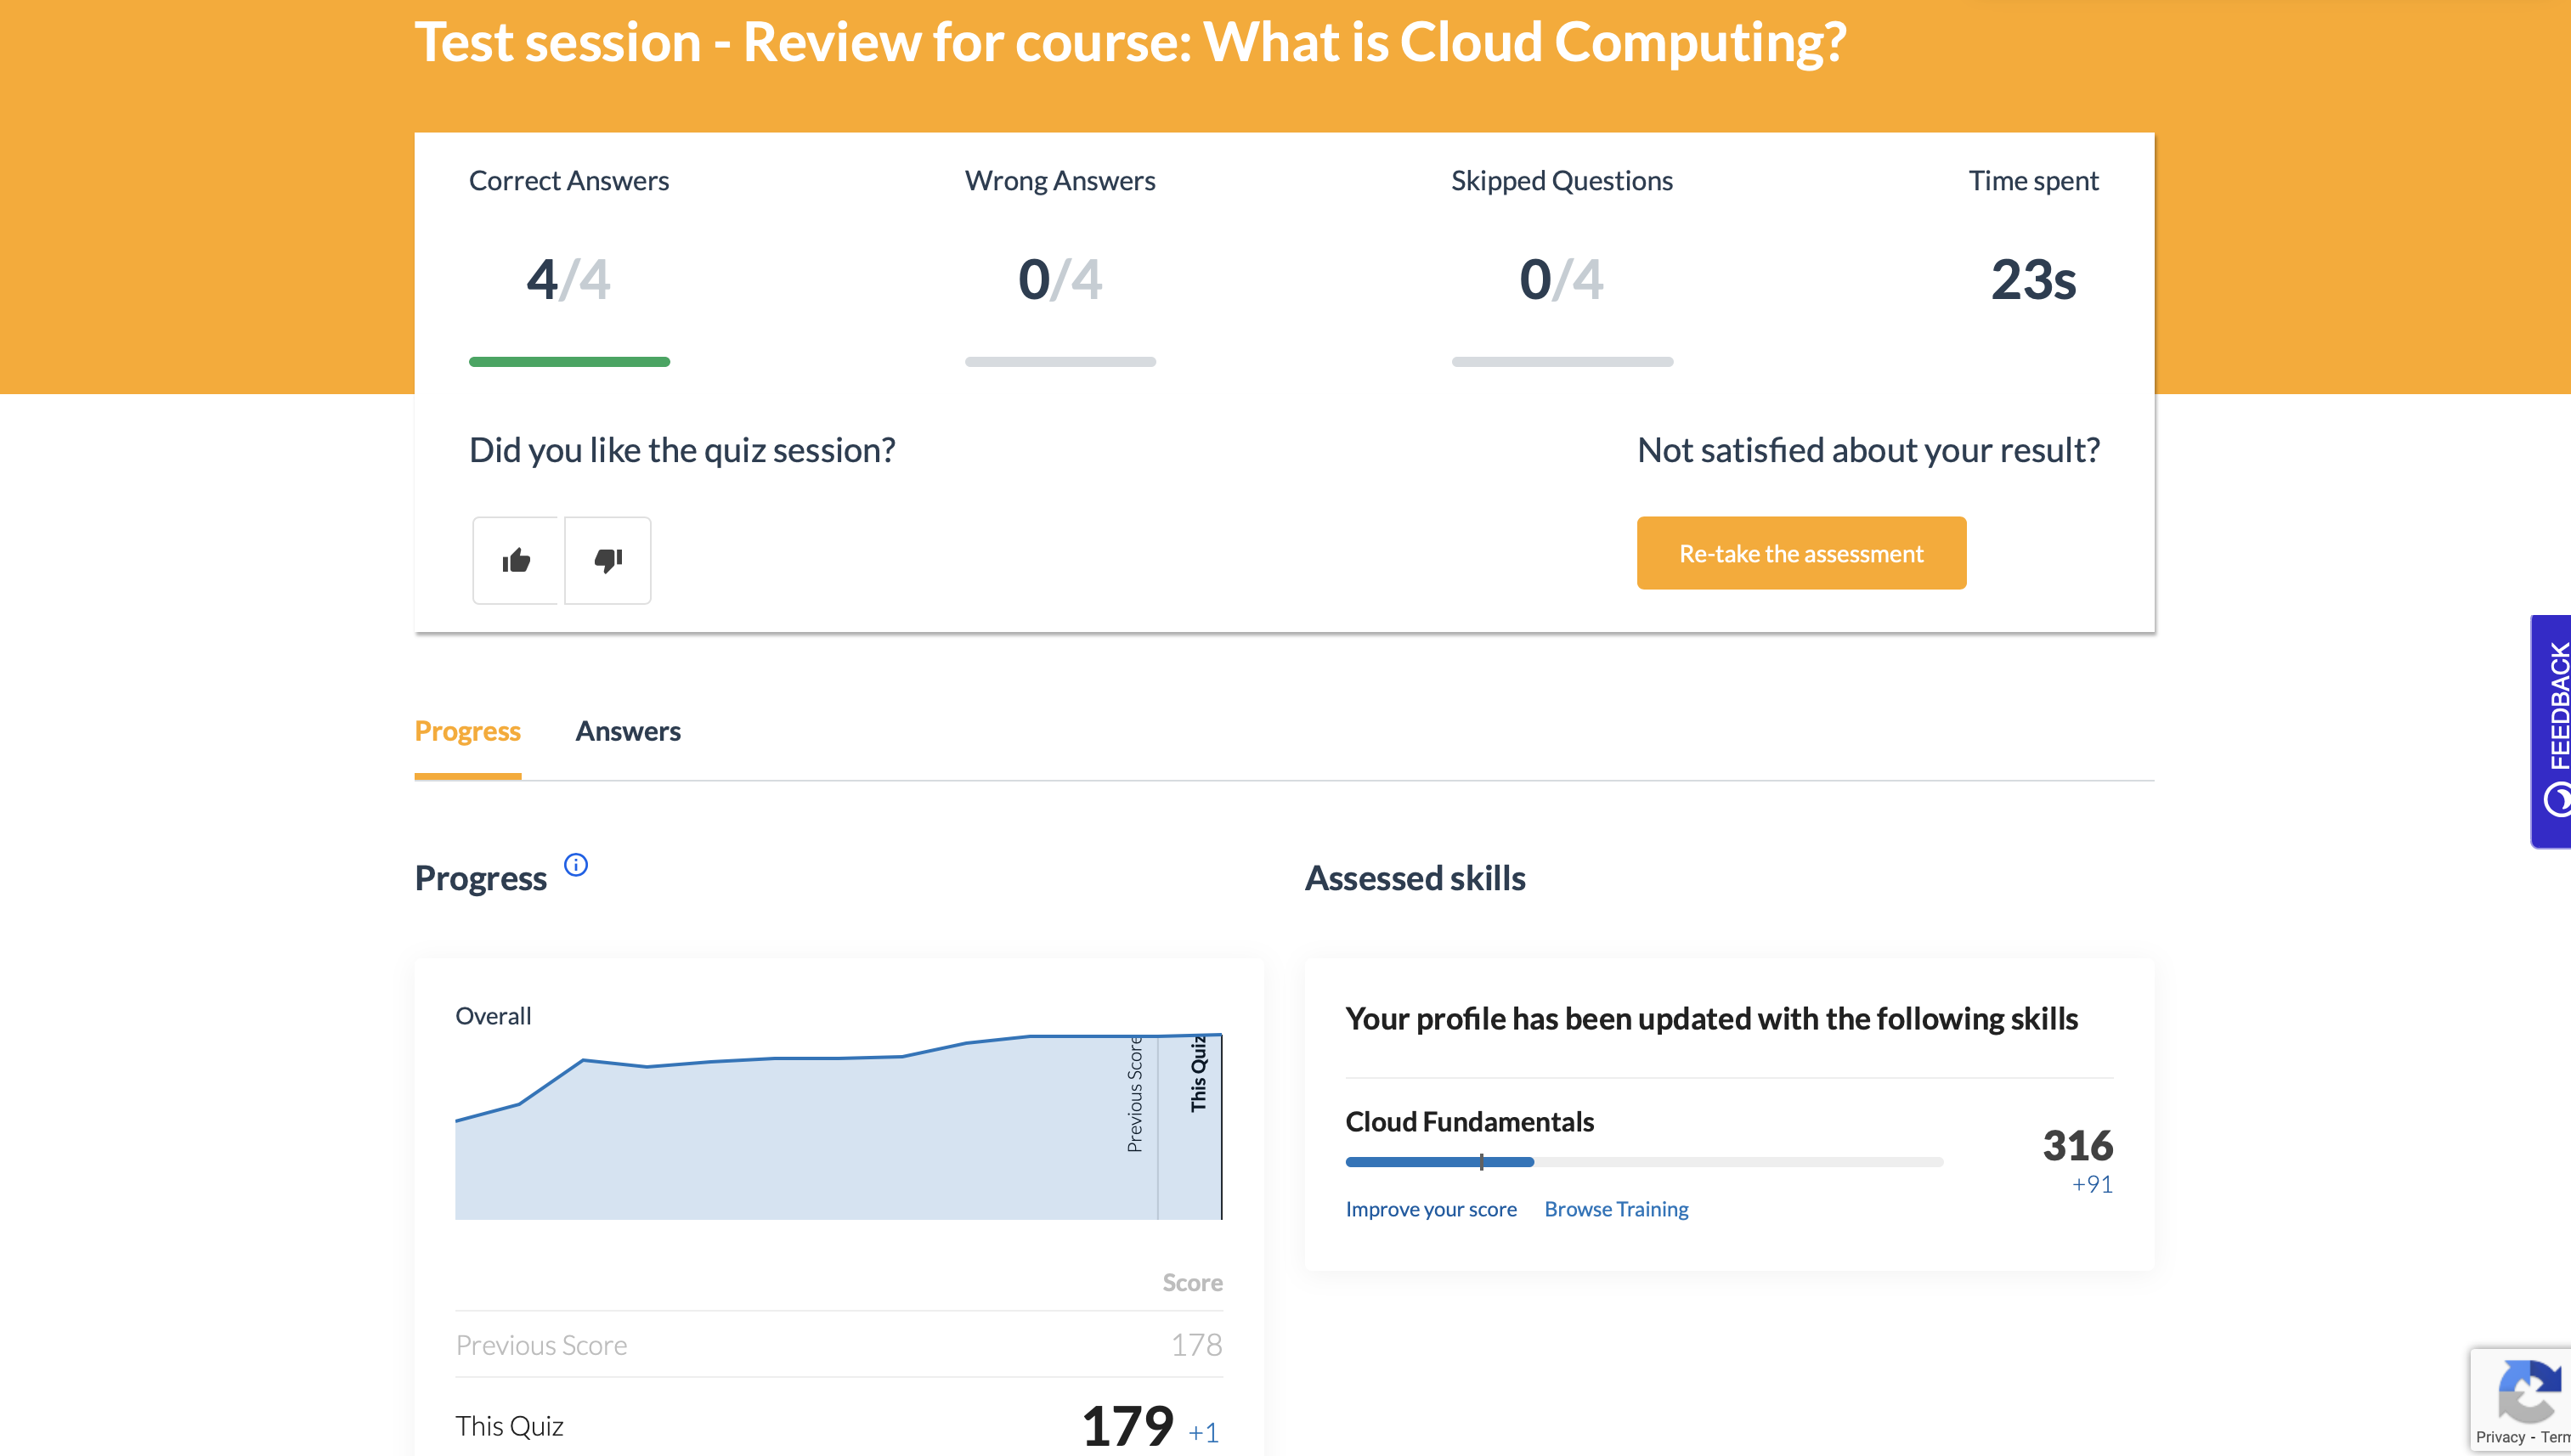 Test session - Review for course: What is Cloud Computing?
Correct Answers
Wrong Answers
Skipped Questions
Time spent
4/4
0/4
0/4
23s
Did you like the quiz session?
Not satisfied about your result?
Re-take the assessment
FEEDBACK
Progress
Answers
Progress
Assessed skills
Overall
Previous Score
This Quiz
Your profile has been updated with the following skills
Cloud Fundamentals
316
+91
Improve your score
Browse Training
Score
Previous Score
178
This Quiz
179 +1
Privacy - Tern